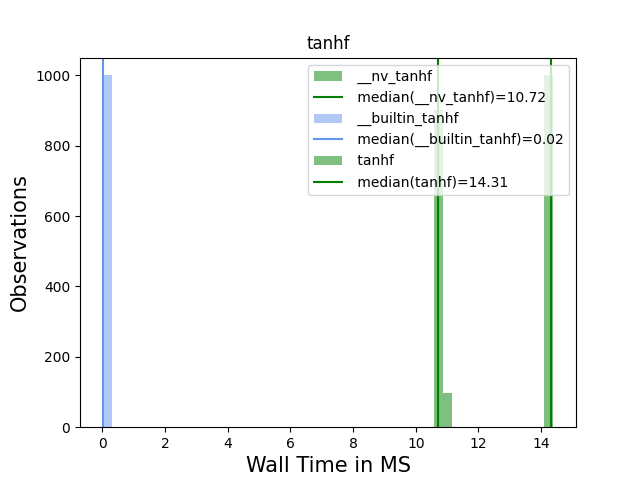 tanhf
__nv_tanhf
median(__nv_tanhf)=10.72
__builtin_tanhf
median(__builtin_tanhf)=0.02
tanhf
median(tanhf)=14.31
Observations
1000
800
600
400
200
0
0 2 4 6 8 10 12 14
Wall Time in MS